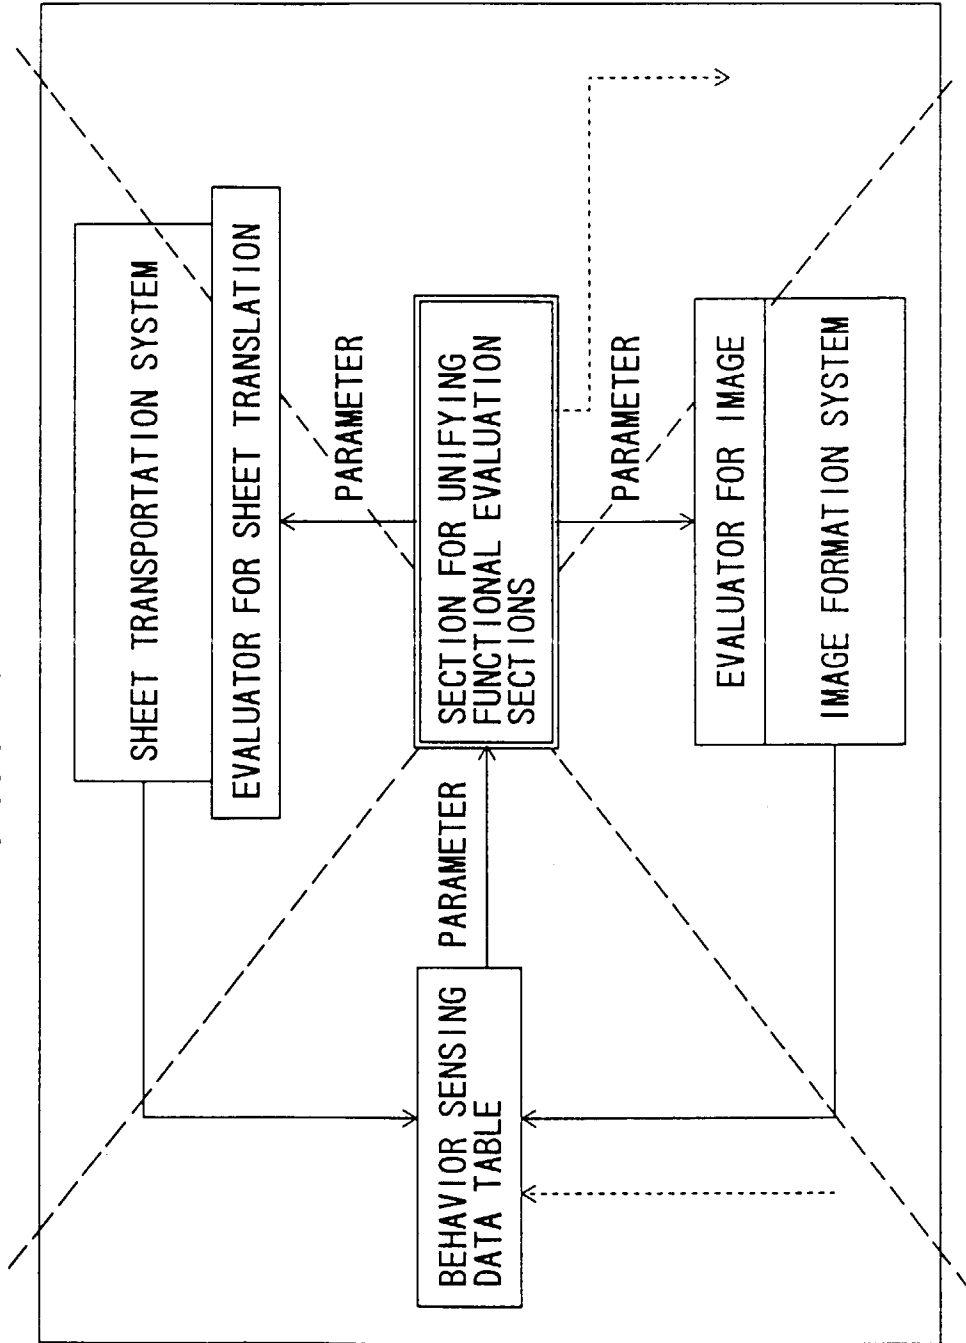 SHEET TRANSPORTATION SYSTEM
EVALUATOR FOR SHEET TRANSLATION
PARAMETER
BEHAVIOR SENSING
DATA TABLE
PARAMETER
SECTION FOR UNIFYING
FUNCTIONAL EVALUATION
SECTIONS
PARAMETER
EVALUATOR FOR IMAGE
IMAGE FORMATION SYSTEM